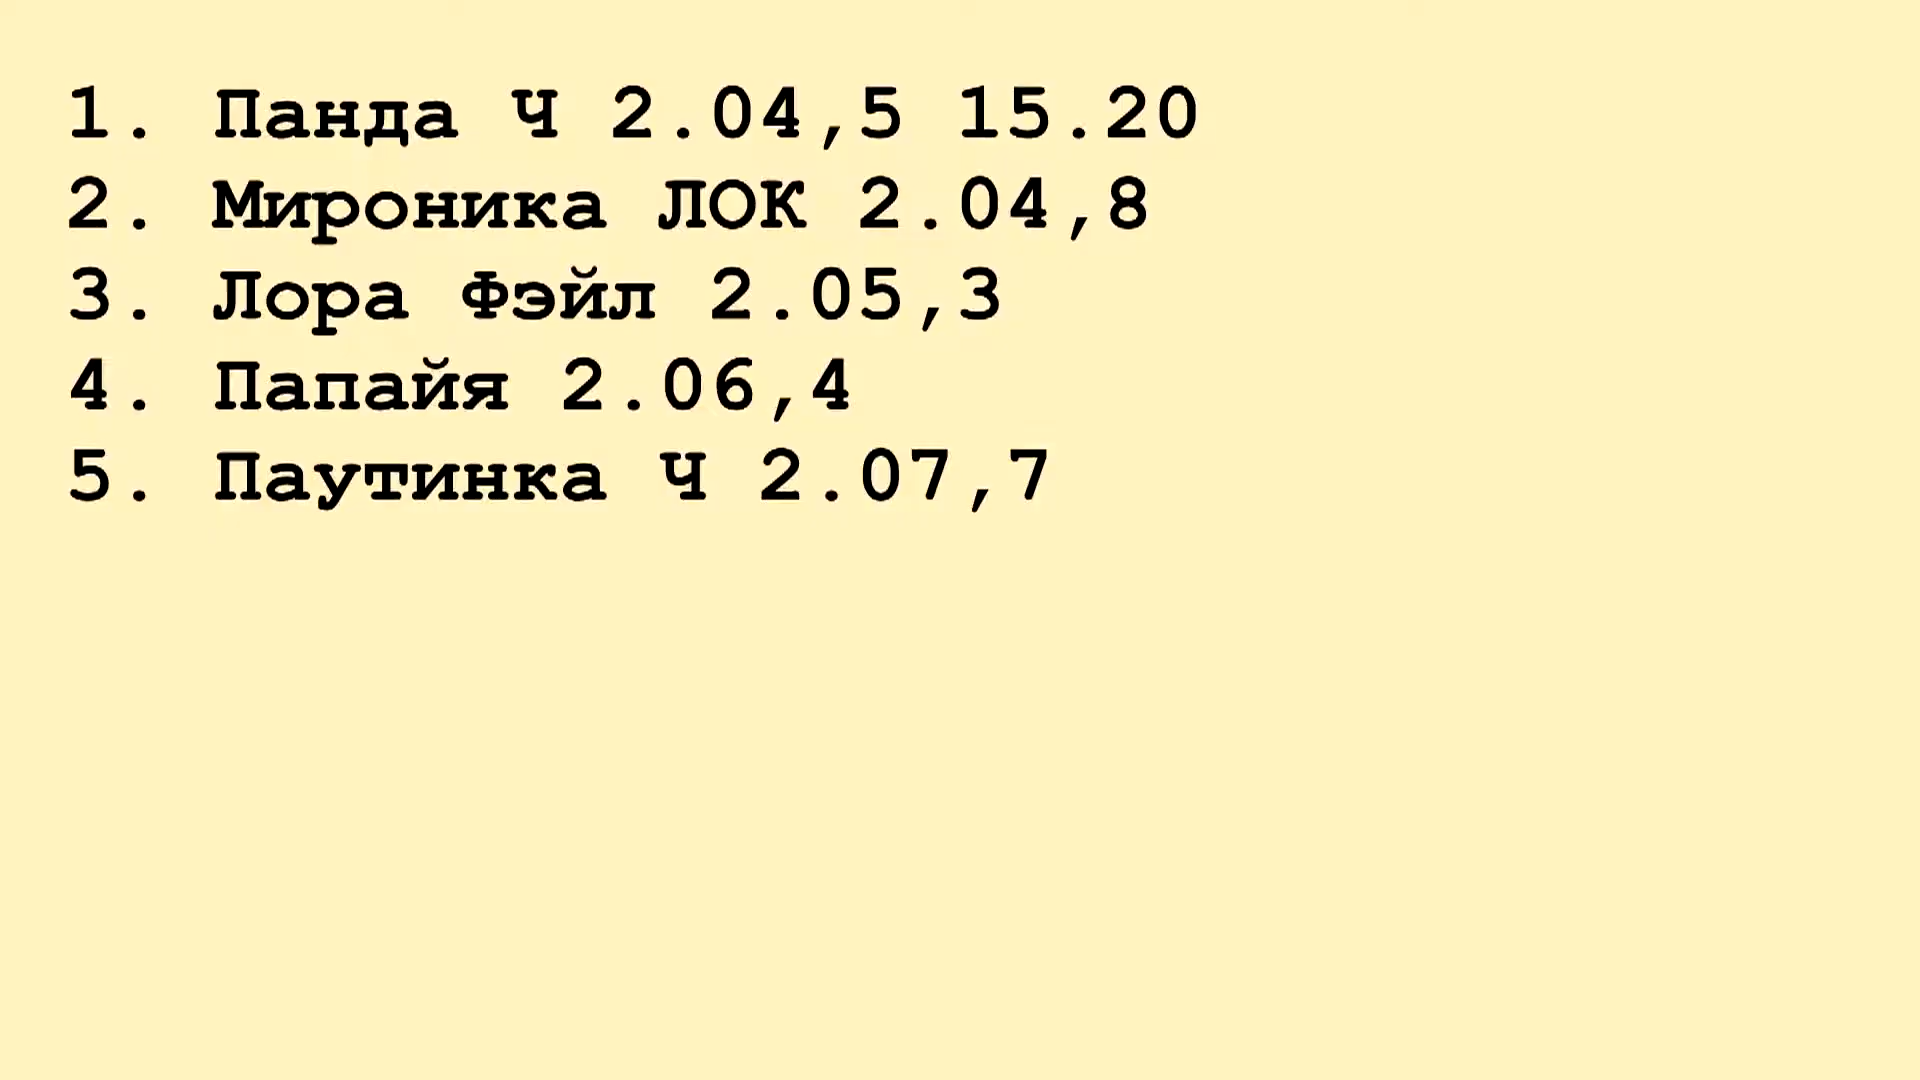 1. Панда Ч 2.04,5 15.20
2. Мироника ЛОК 2.04,8
3. Лора Фэйл 2.05,3
4. Папайя 2.06,4
5. Паутинка Ч 2.07,7